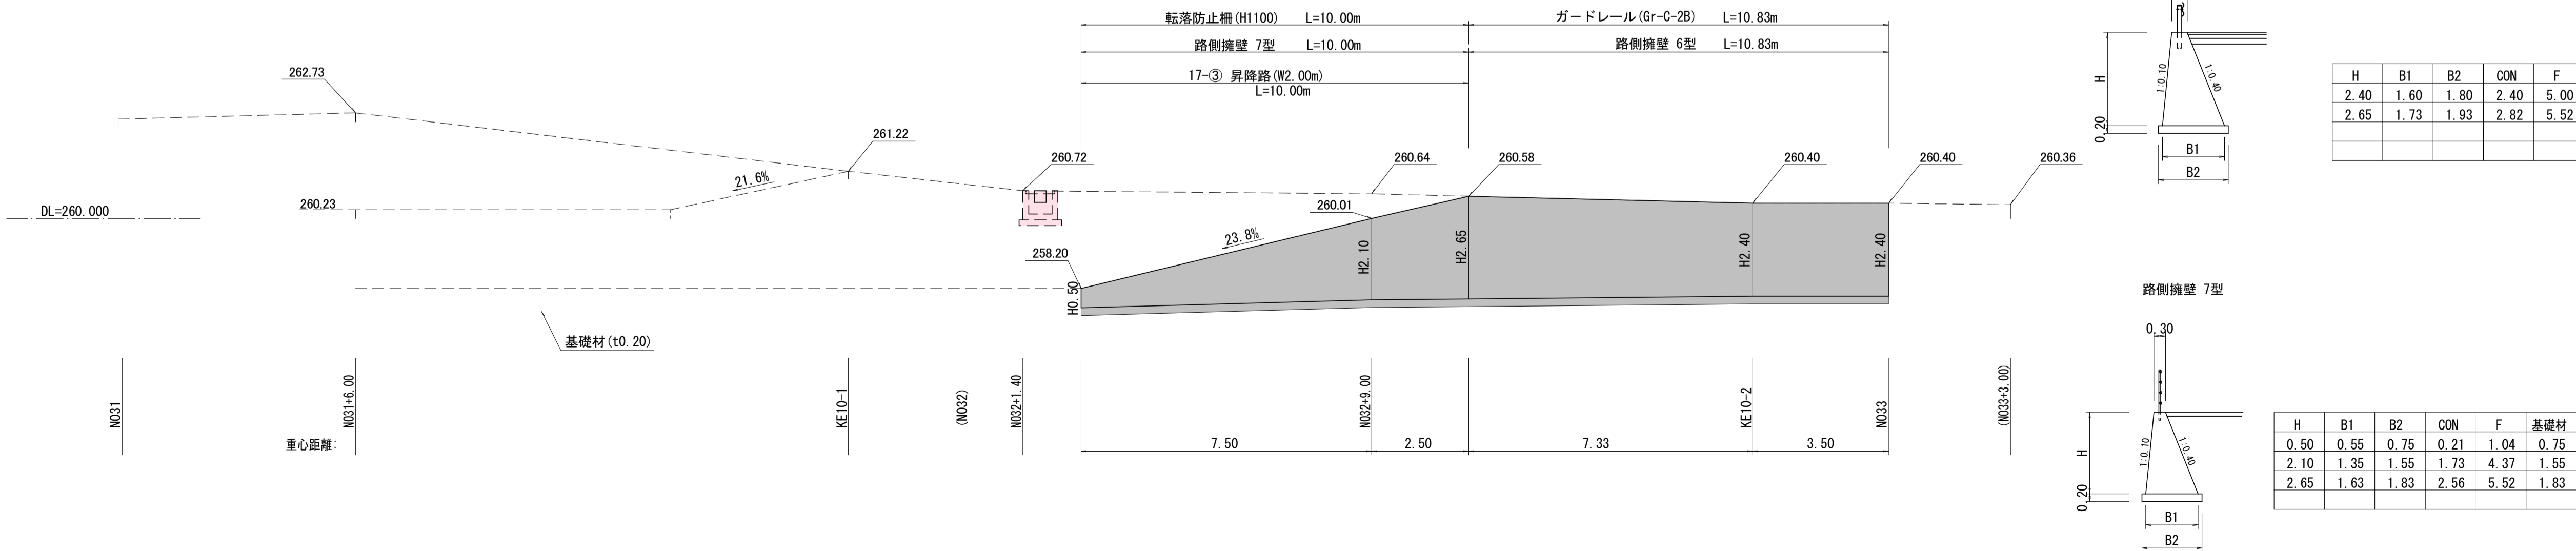 転落防止柵(H1100) L=10.00m
ガードレール(Gr-C-2B) L=10.83m
路側擁壁 7型 L=10.00m
路側擁壁 6型 L=10.83m
17-③ 昇降路(W2.00m)
L=10.00m
262.73
261.22
260.72
260.64
260.58
260.40
260.40
260.36
21.6%
260.23
DL=260.000
260.01
23.8%
258.20
H0.50
H2.10
H2.65
H2.40
H2.40
基礎材(t0.20)
NO31
NO31+6.00
KE10-1
(NO32)
NO32+1.40
NO32+9.00
KE10-2
NO33
(NO33+3.00)
重心距離:
7.50 2.50 7.33 3.50
H
1:0.10
1:0.40
0.20
B1
B2
H B1 B2 CON F
2.40 1.60 1.80 2.40 5.00
2.65 1.73 1.93 2.82 5.52
路側擁壁 7型
0.30
H
1:0.10
1:0.40
0.20
B1
B2
H B1 B2 CON F 基礎材
0.50 0.55 0.75 0.21 1.04 0.75
2.10 1.35 1.55 1.73 4.37 1.55
2.65 1.63 1.83 2.56 5.52 1.83